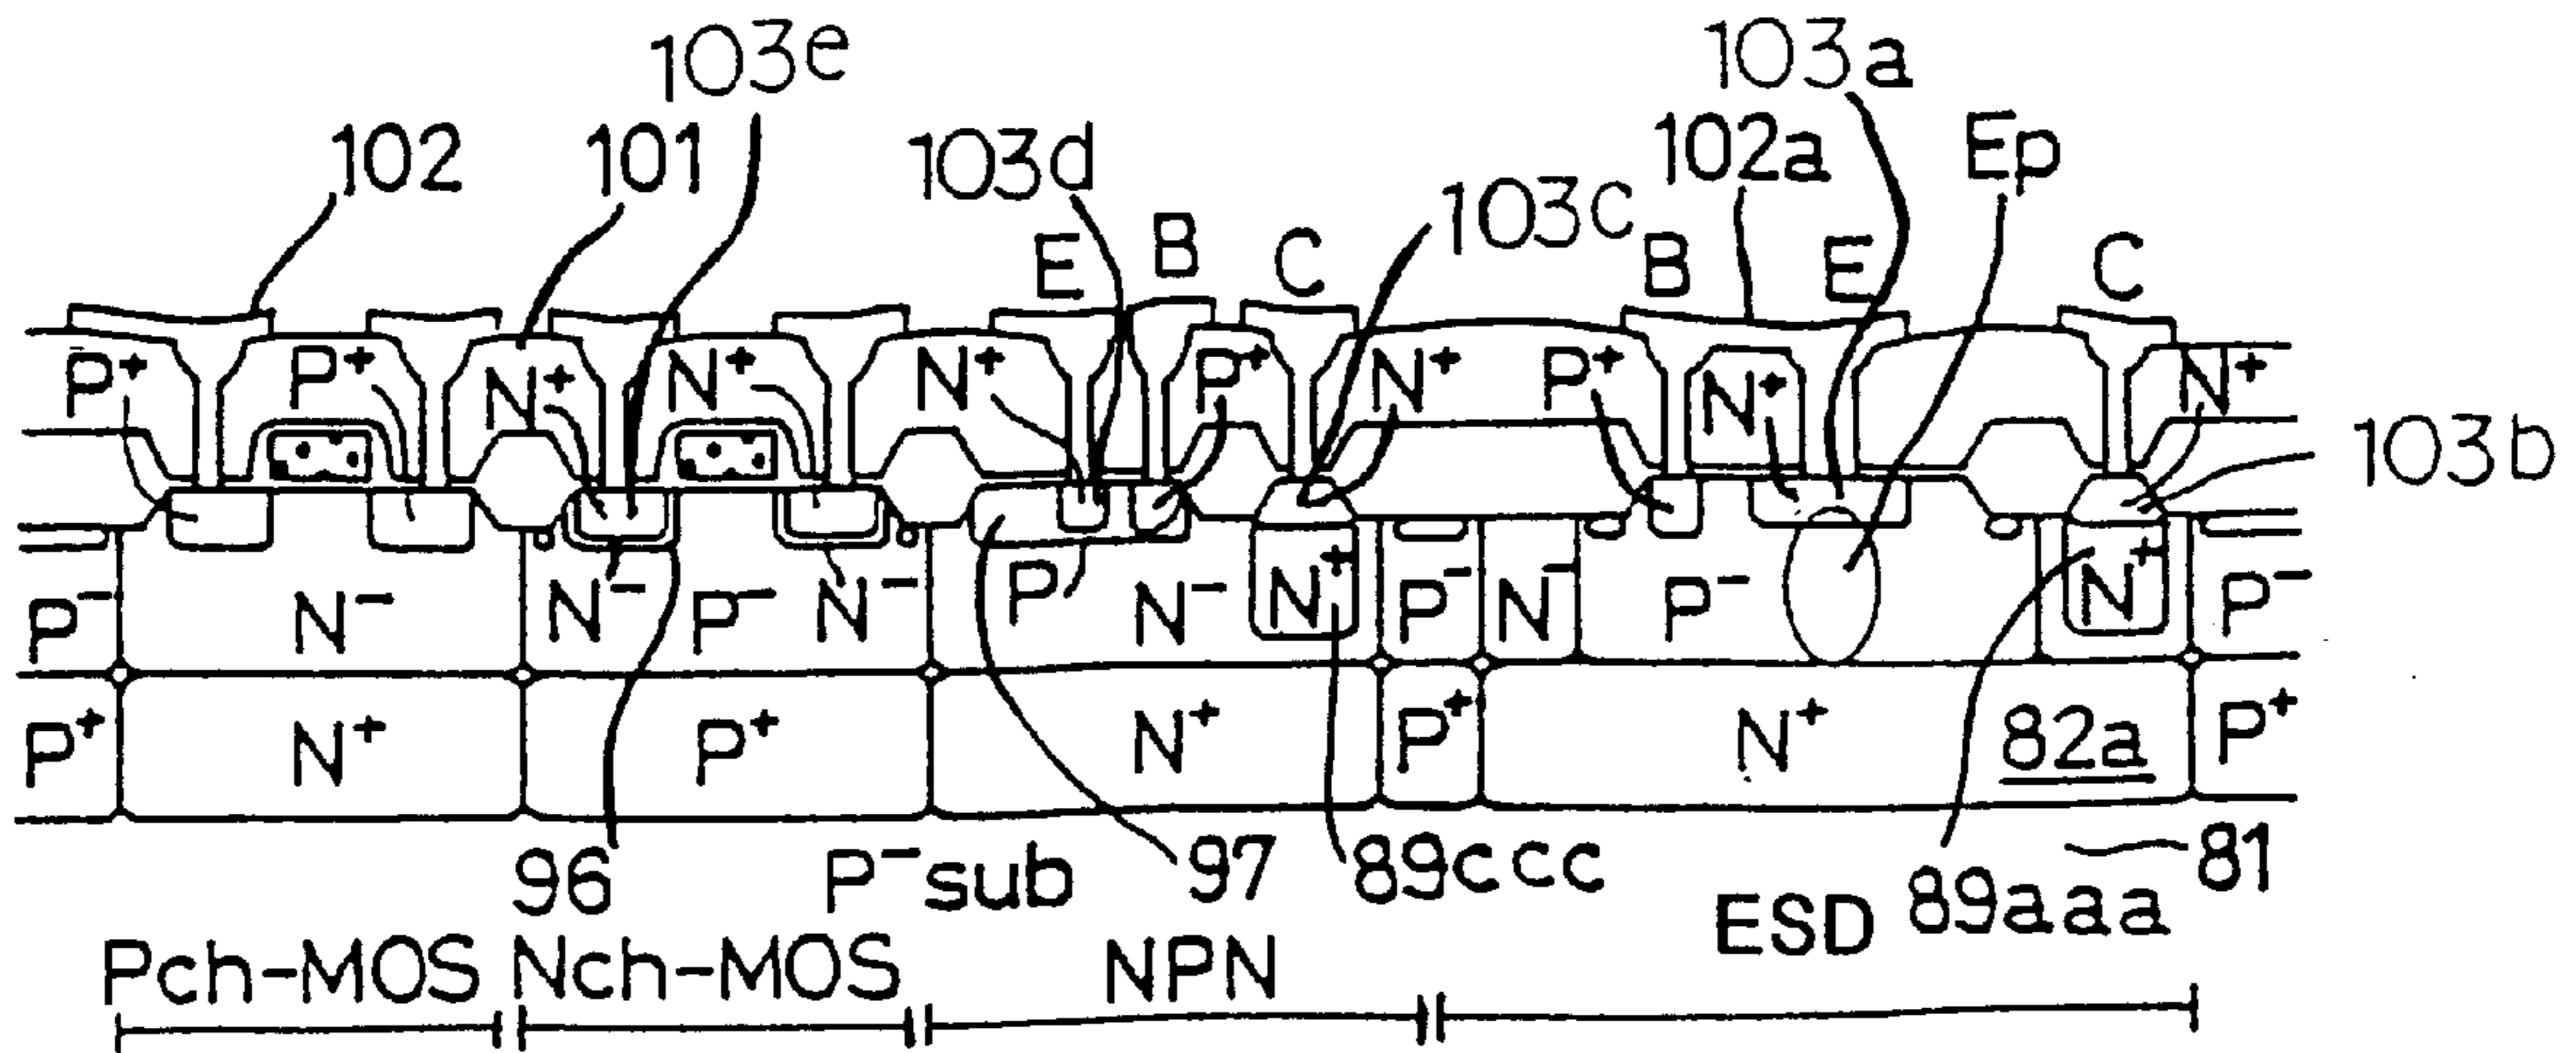 103e 103a
102 101 103d 102a Ep
103c
E B C B E C
P+ P+ N+ N+ N+ P+ N+ P+ N+ N+
103b
P- N- N- P- N- P N- N+ P- N- P- N+ P-
P+ N+ P+ N+ P+ N+ 82a P+
96 P-sub 97 89ccc 89aaa 81
ESD
Pch-MOS Nch-MOS NPN